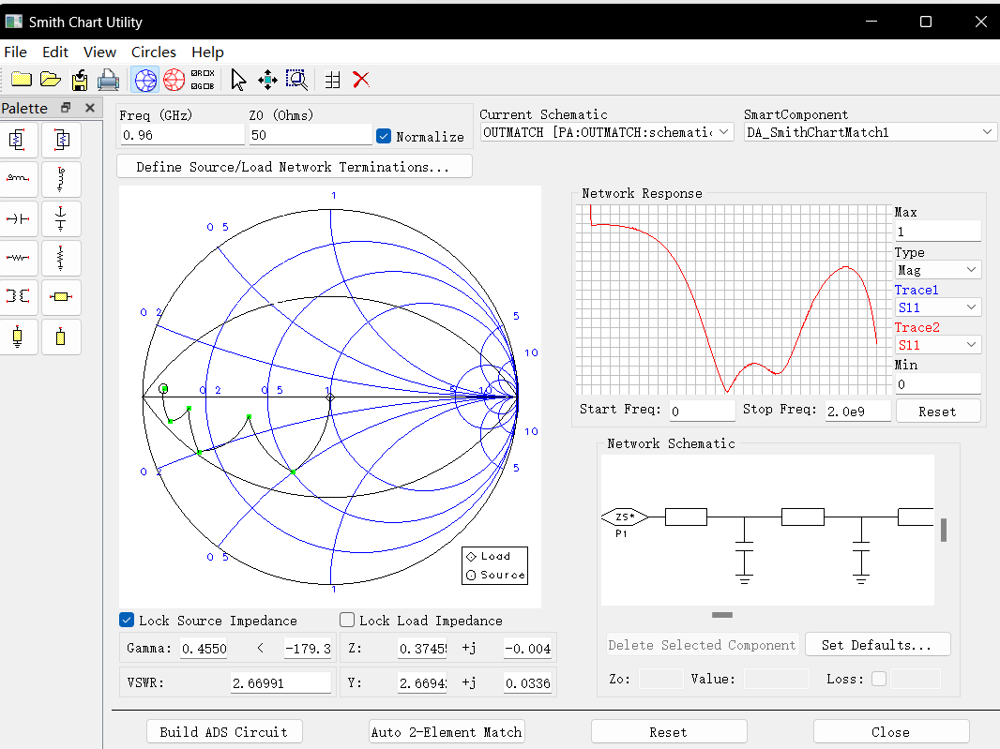 Smith Chart Utility
File Edit View Circles Help
Palette
Freq (GHz) Z0 (Ohms)
0.96 50 Normalize
Current Schematic SmartComponent
OUTMATCH [PA:OUTMATCH:schematic DA_SmithChartMatch1
Define Source/Load Network Terminations...
1
0 5
0 2
5
10
0 2 0 5 1 5 10
10
0 2
5
0 5
1
Load
Source
Network Response
Max
1
Type
Mag
Trace1
S11
Trace2
S11
Min
0
Start Freq: 0 Stop Freq: 2.0e9 Reset
Network Schematic
ZS*
P1
Delete Selected Component Set Defaults...
Zo: Value: Loss:
Lock Source Impedance Lock Load Impedance
Gamma: 0.4550 < -179.3 Z: 0.3745 +j -0.004
VSWR: 2.66991 Y: 2.6694 +j 0.0336
Build ADS Circuit Auto 2-Element Match Reset Close